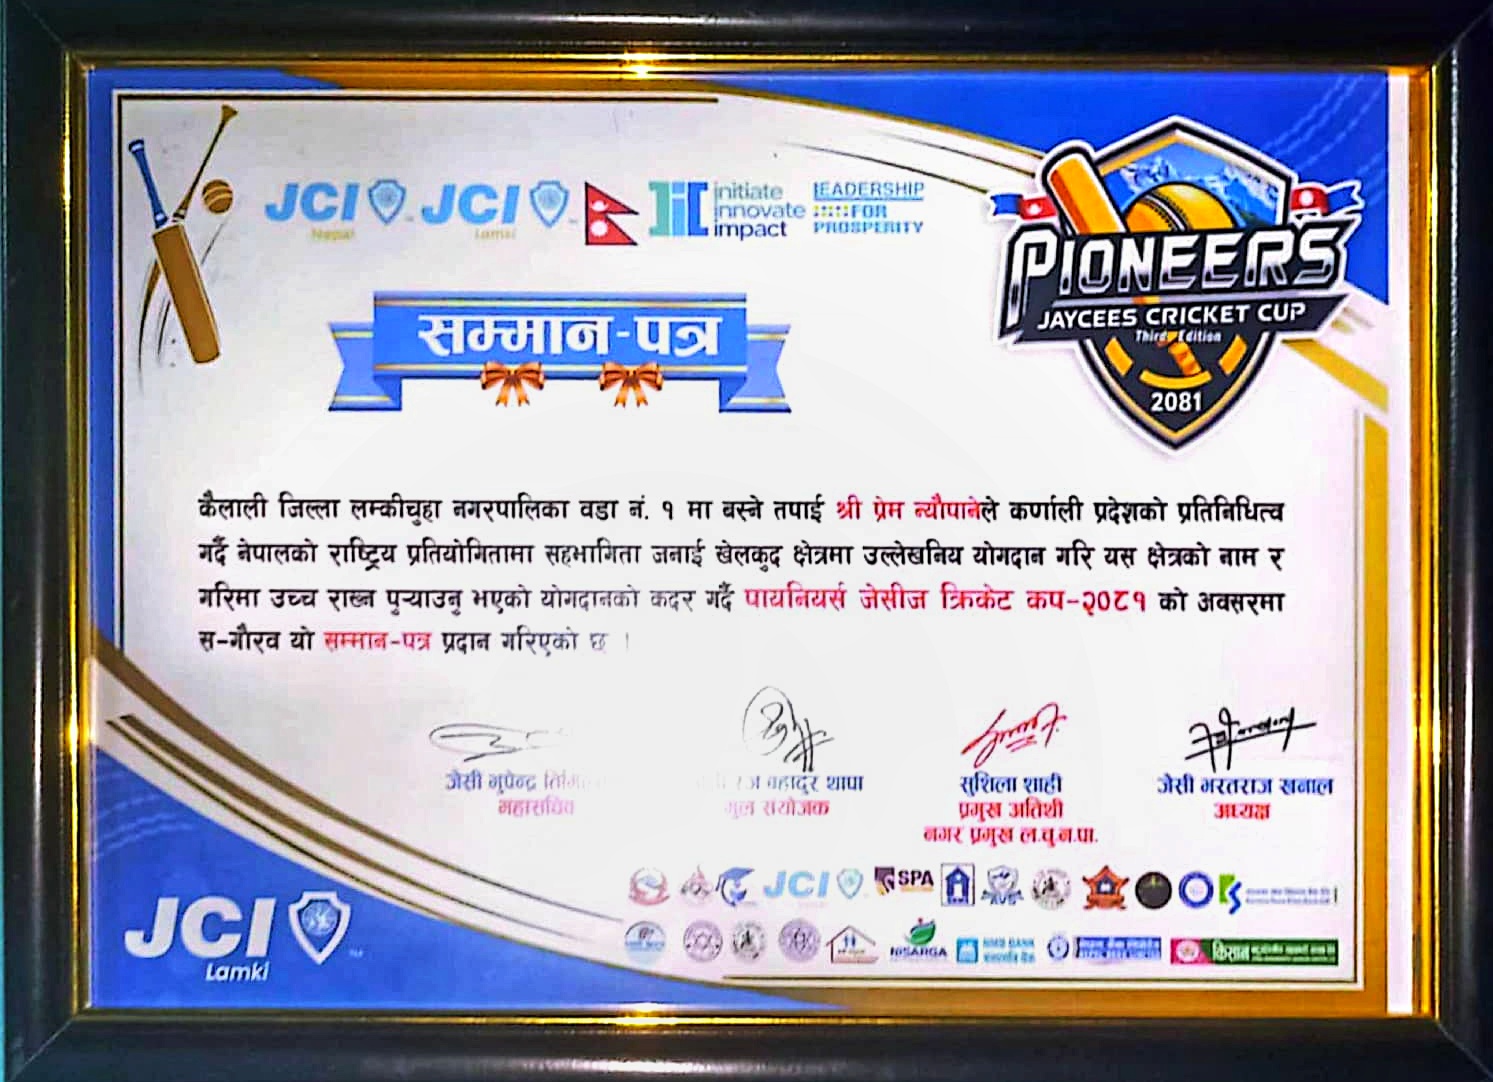 JCI JCI initiate LEADERSHIP
Nepal Lamki innovate FOR
impact PROSPERITY
PIONEERS
JAYCEES CRICKET CUP
Third Edition
2081
सम्मान-पत्र
कैलाली जिल्ला लम्कीचुहा नगरपालिका वडा नं. १ मा बस्ने तपाई श्री प्रेम न्यौपानेले कर्णाली प्रदेशको प्रतिनिधित्व
गर्दै नेपालको राष्ट्रिय प्रतियोगितामा सहभागिता जनाई खेलकुद क्षेत्रमा उल्लेखनिय योगदान गरि यस क्षेत्रको नाम र
गरिमा उच्च राख्न पुऱ्याउनु भएको योगदानको कदर गर्दै पायनियर्स जेसीज क्रिकेट कप-२०८१ को अवसरमा
स-गौरव यो सम्मान-पत्र प्रदान गरिएको छ ।
जेसी भुपेन्द्र
महासचिव
बहादुर थापा
मुल संयोजक
सुशिला शाही
प्रमुख अतिथी
नगर प्रमुख ल.चु.न.पा.
जेसी भरतराज खनाल
अध्यक्ष
JCI SPA
NISARGA NMB BANK किसान
JCI
Lamki